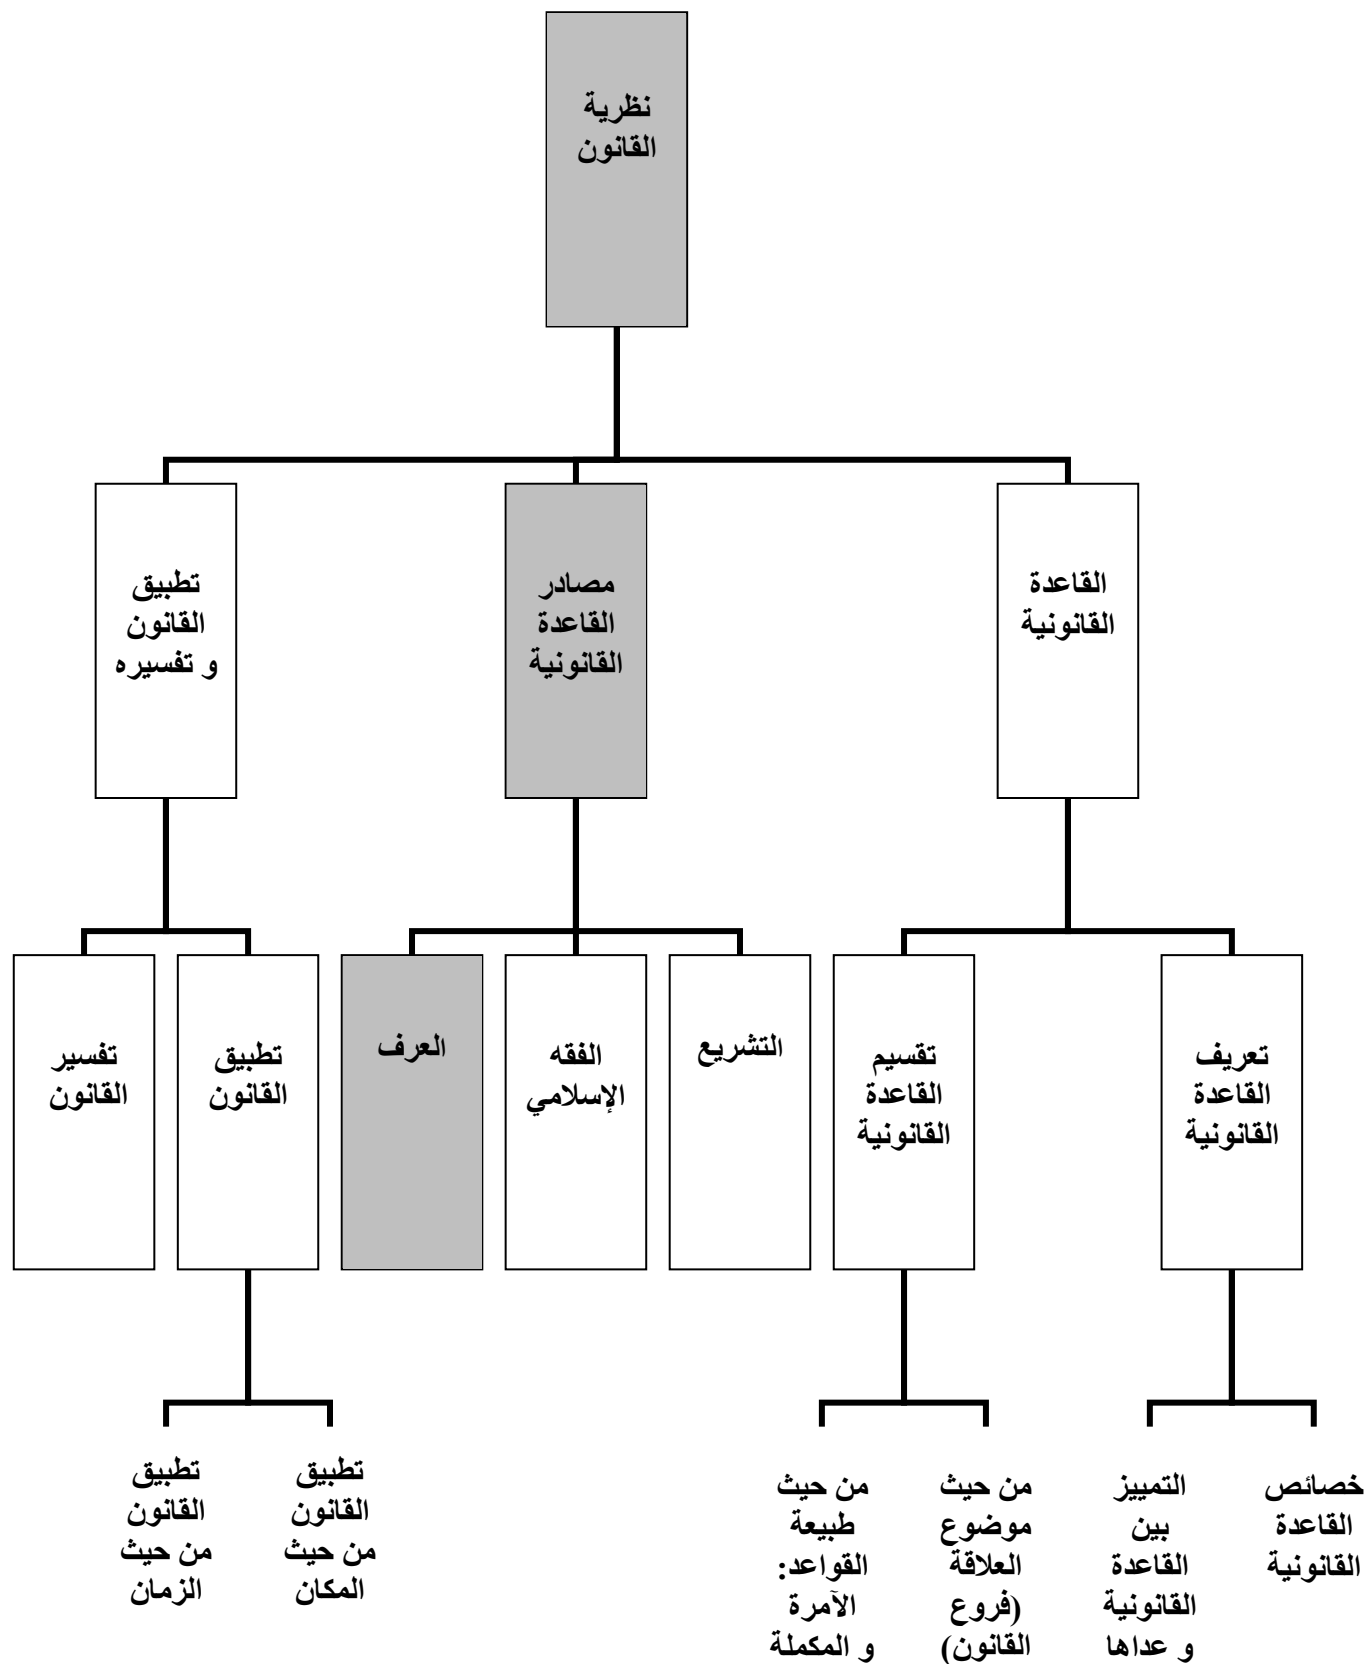 نظرية
القانون
القاعدة
القانونية
مصادر
القاعدة
القانونية
تطبيق
القانون
و تفسيره
تعريف
القاعدة
القانونية
تقسيم
القاعدة
القانونية
التشريع
الفقه
الإسلامي
العرف
تطبيق
القانون
تفسير
القانون
خصائص
القاعدة
القانونية
التمييز
بين
القاعدة
القانونية
و عداها
من حيث
موضوع
العلاقة
(فروع
القانون)
من حيث
طبيعة
القواعد:
الآمرة
و المكملة
تطبيق
القانون
من حيث
المكان
تطبيق
القانون
من حيث
الزمان